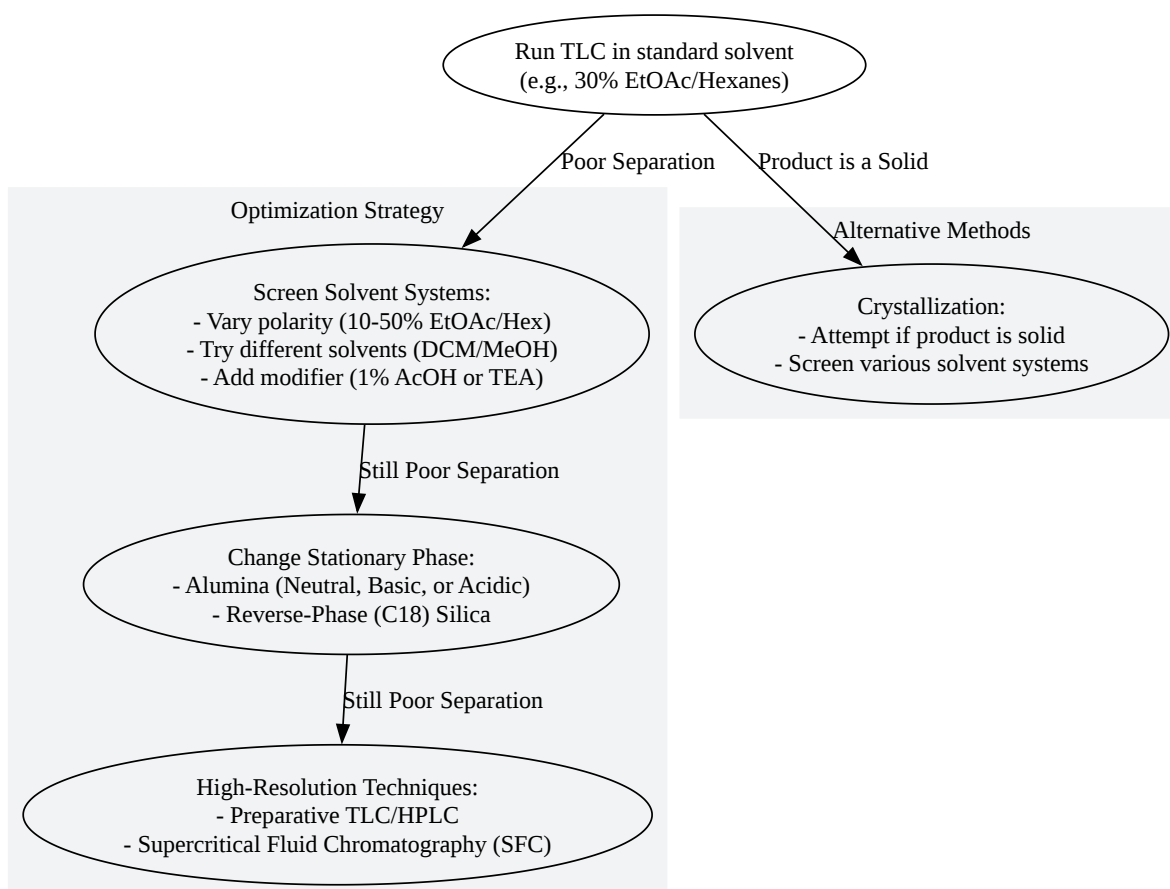 Run TLC in standard solvent
(e.g., 30% EtOAc/Hexanes)
Poor Separation
Product is a Solid
Optimization Strategy
Screen Solvent Systems:
- Vary polarity (10-50% EtOAc/Hex)
- Try different solvents (DCM/MeOH)
- Add modifier (1% AcOH or TEA)
Still Poor Separation
Change Stationary Phase:
- Alumina (Neutral, Basic, or Acidic)
- Reverse-Phase (C18) Silica
Still Poor Separation
High-Resolution Techniques:
- Preparative TLC/HPLC
- Supercritical Fluid Chromatography (SFC)
Alternative Methods
Crystallization:
- Attempt if product is solid
- Screen various solvent systems